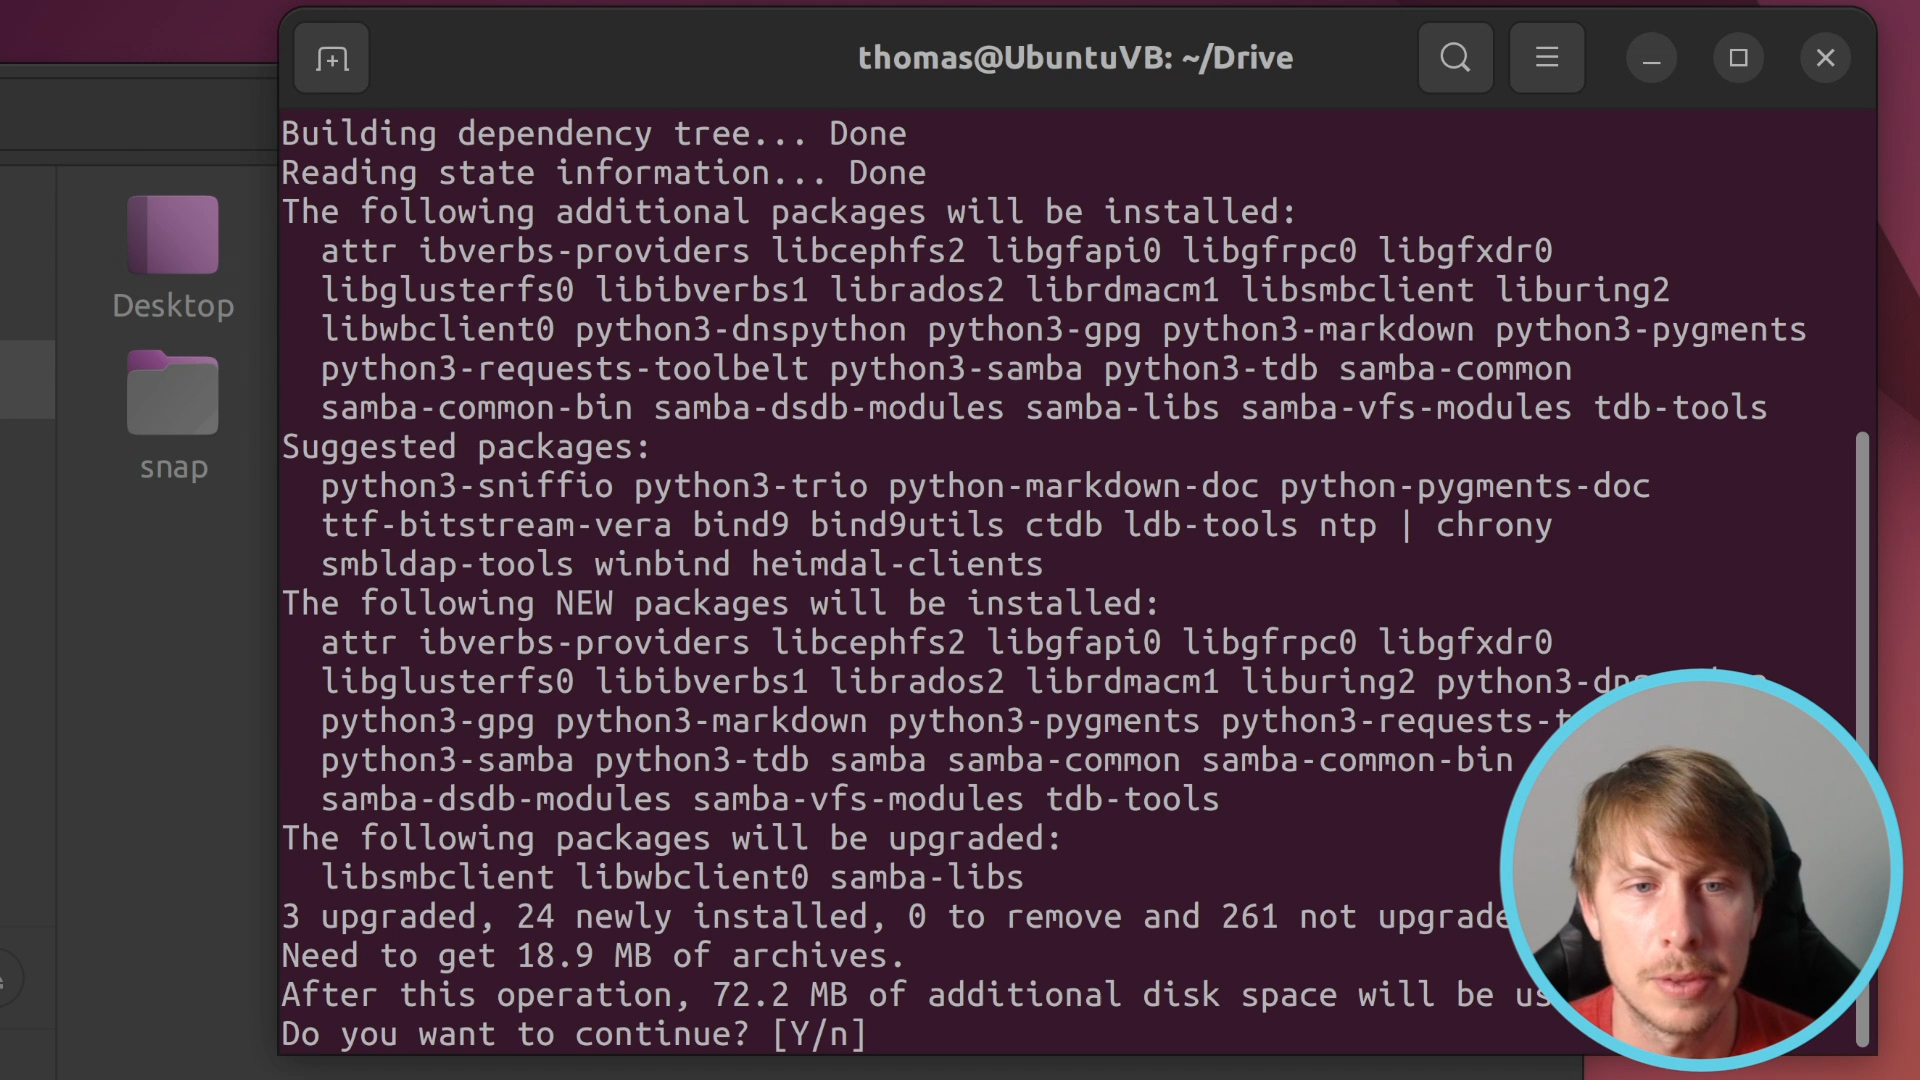 thomas@UbuntuVB: ~/Drive
Desktop
snap
Building dependency tree... Done
Reading state information... Done
The following additional packages will be installed:
attr ibverbs-providers libcephfs2 libgfapi0 libgfrpc0 libgfxdr0
libglusterfs0 libibverbs1 librados2 librdmacm1 libsmbclient liburing2
libwbclient0 python3-dnspython python3-gpg python3-markdown python3-pygments
python3-requests-toolbelt python3-samba python3-tdb samba-common
samba-common-bin samba-dsdb-modules samba-libs samba-vfs-modules tdb-tools
Suggested packages:
python3-sniffio python3-trio python-markdown-doc python-pygments-doc
ttf-bitstream-vera bind9 bind9utils ctdb ldb-tools ntp | chrony
smbldap-tools winbind heimdal-clients
The following NEW packages will be installed:
attr ibverbs-providers libcephfs2 libgfapi0 libgfrpc0 libgfxdr0
libglusterfs0 libibverbs1 librados2 librdmacm1 liburing2
python3-gpg python3-markdown python3-pygments
python3-samba python3-tdb samba samba-common samba-common-bin
samba-dsdb-modules samba-vfs-modules tdb-tools
The following packages will be upgraded:
libsmbclient libwbclient0 samba-libs
3 upgraded, 24 newly installed, 0 to remove and 261 not
Need to get 18.9 MB of archives.
After this operation, 72.2 MB of additional disk space will be
Do you want to continue? [Y/n]